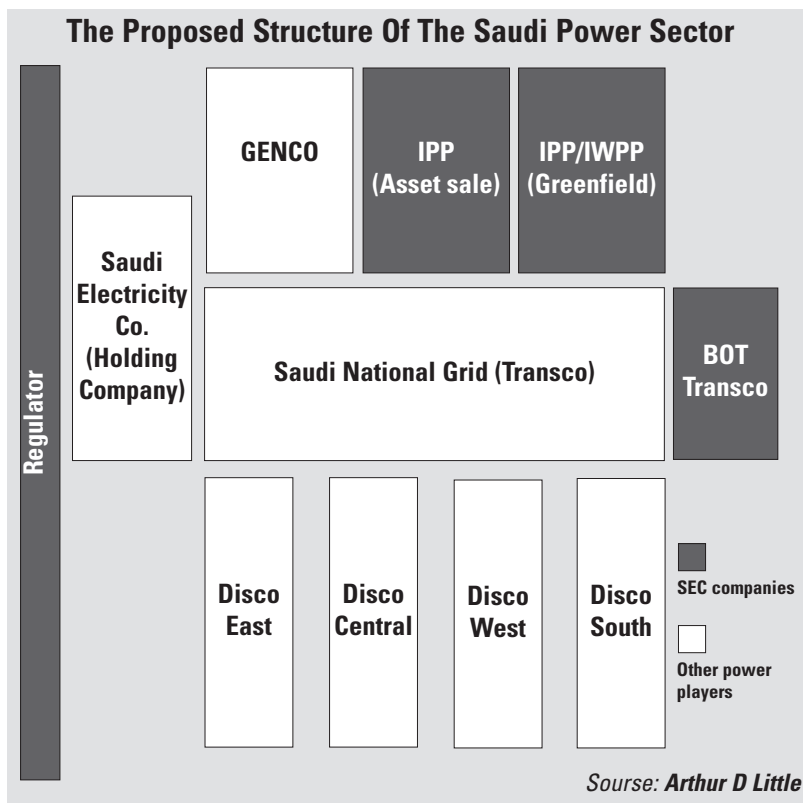 The Proposed Structure Of The Saudi Power Sector
Regulator
Saudi
Electricity
Co.
(Holding
Company)
GENCO
IPP
(Asset sale)
IPP/IWPP
(Greenfield)
Saudi National Grid (Transco)
BOT
Transco
Disco
East
Disco
Central
Disco
West
Disco
South
SEC companies
Other power
players
Sourse: Arthur D Little